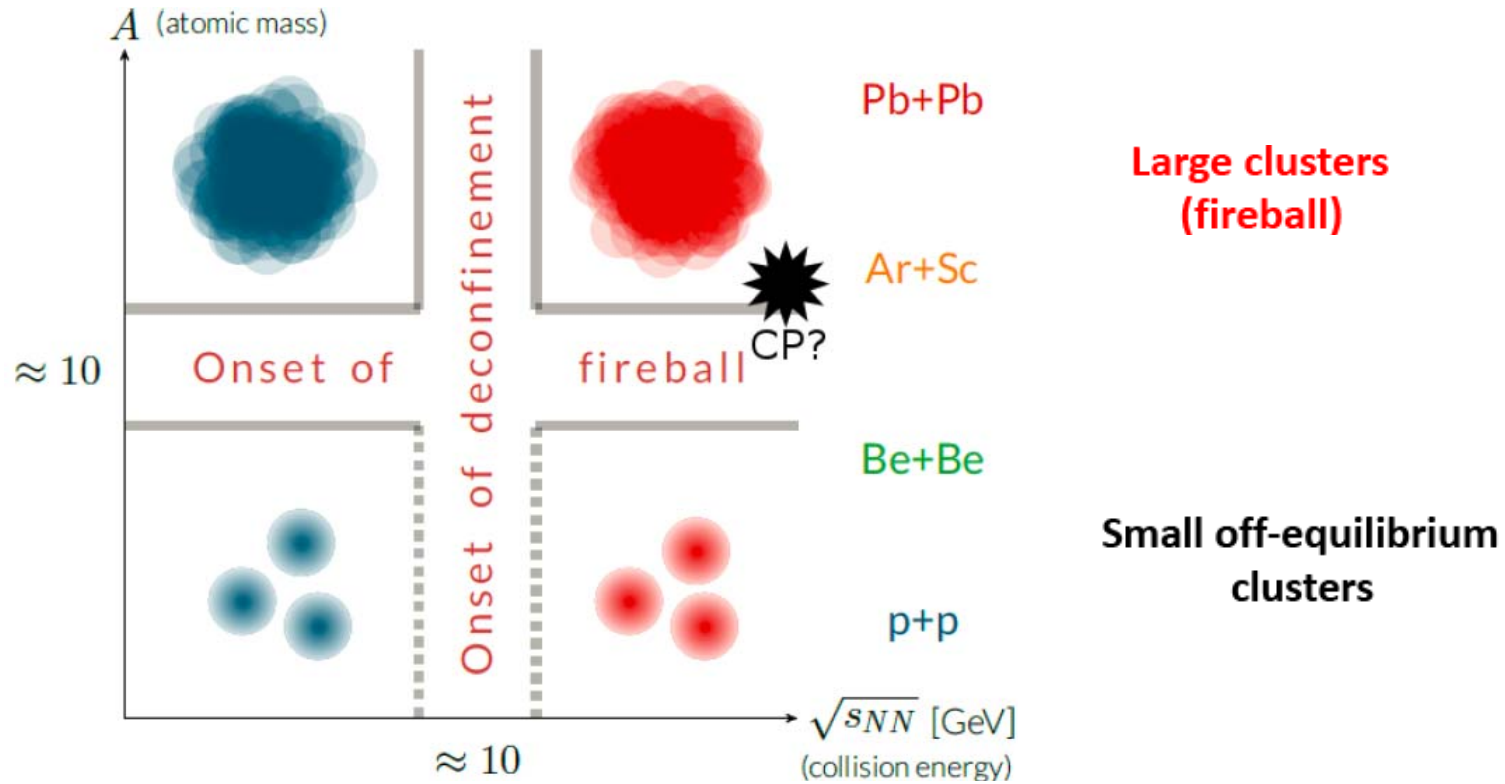 A (atomic mass)
Pb+Pb
Large clusters
(fireball)
Ar+Sc
CP?
≈ 10
Onset of fireball
Onset of deconfinement
Be+Be
Small off-equilibrium
clusters
p+p
√sNN [GeV]
(collision energy)
≈ 10